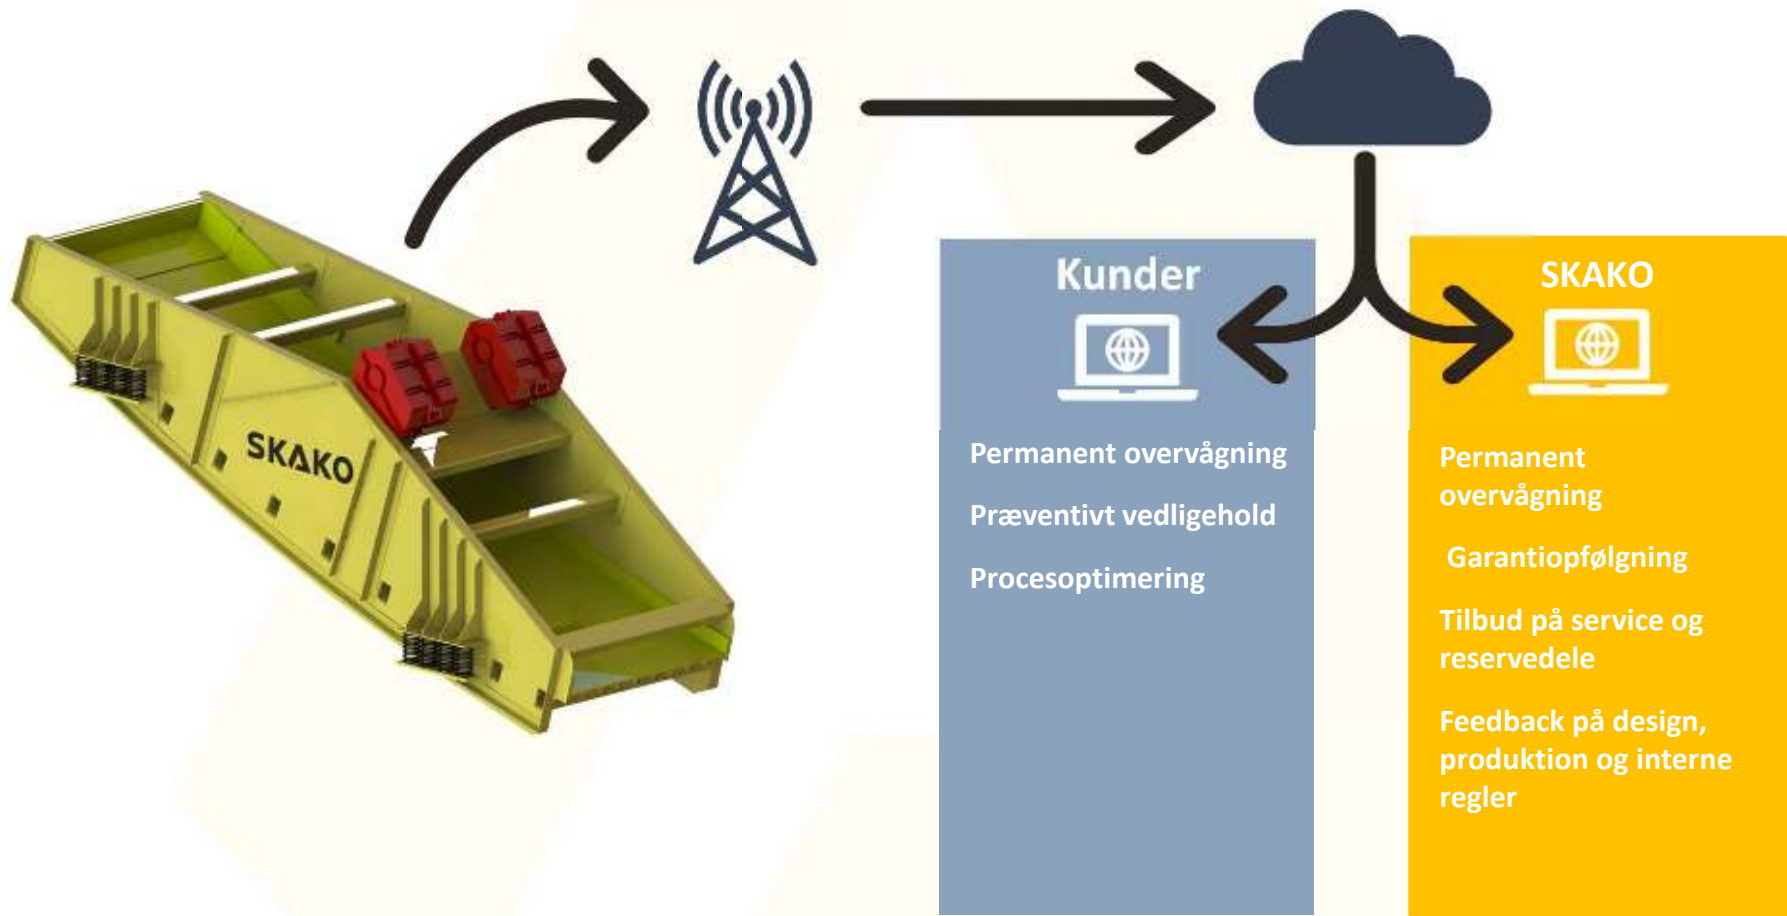 SKAKO
Kunder
Permanent overvågning
Præventivt vedligehold
Procesoptimering
SKAKO
Permanent
overvågning
Garantiopfølgning
Tilbud på service og
reservedele
Feedback på design,
produktion og interne
regler